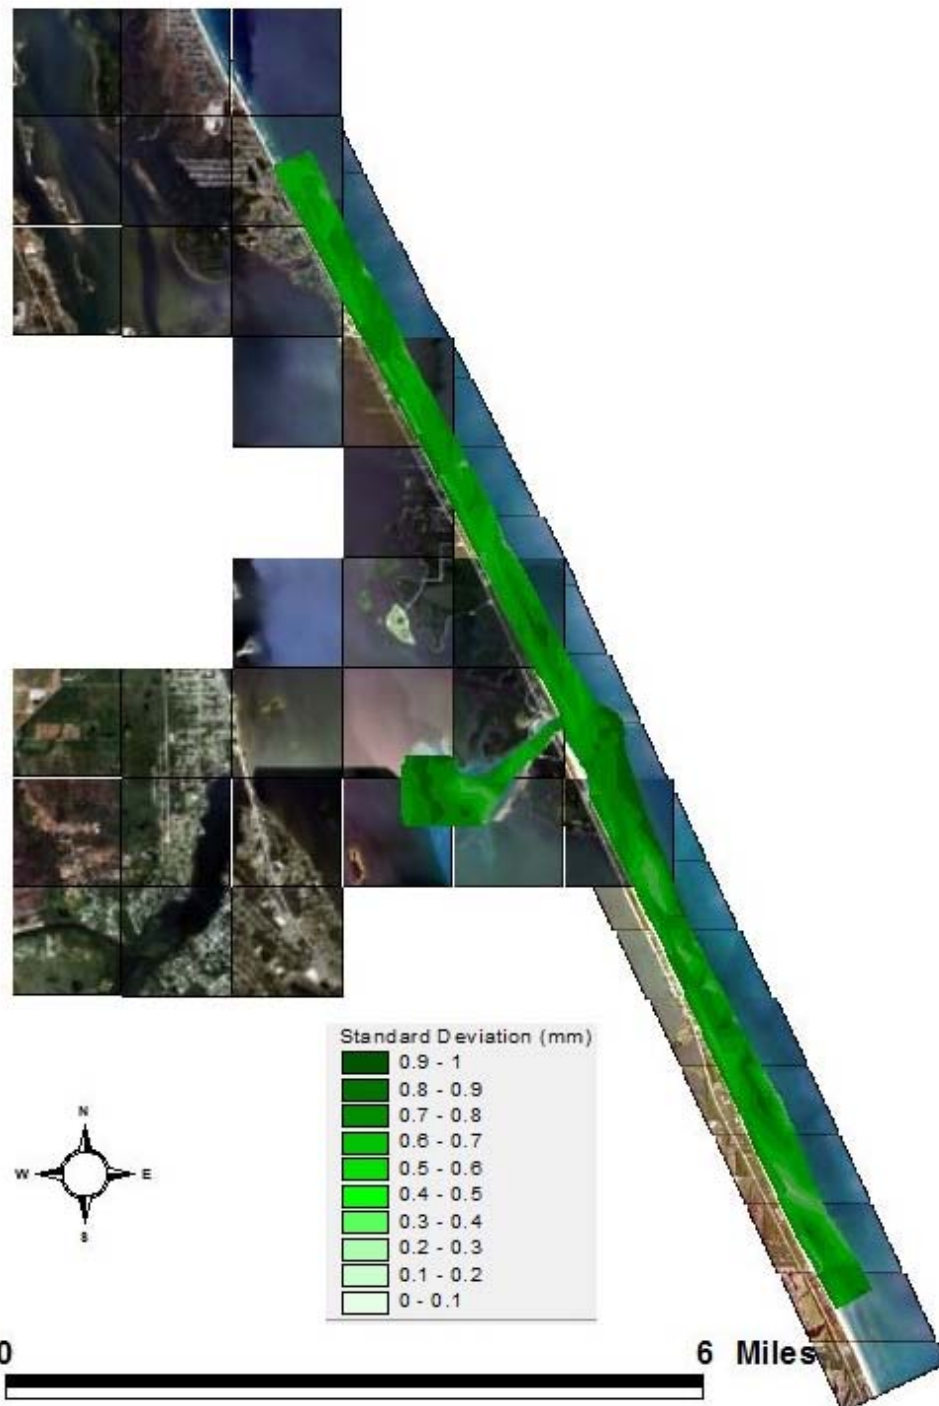 Standard Deviation (mm)
0.9 - 1
0.8 - 0.9
0.7 - 0.8
0.6 - 0.7
0.5 - 0.6
0.4 - 0.5
0.3 - 0.4
0.2 - 0.3
0.1 - 0.2
0 - 0.1
N
W E
S
0 6 Miles